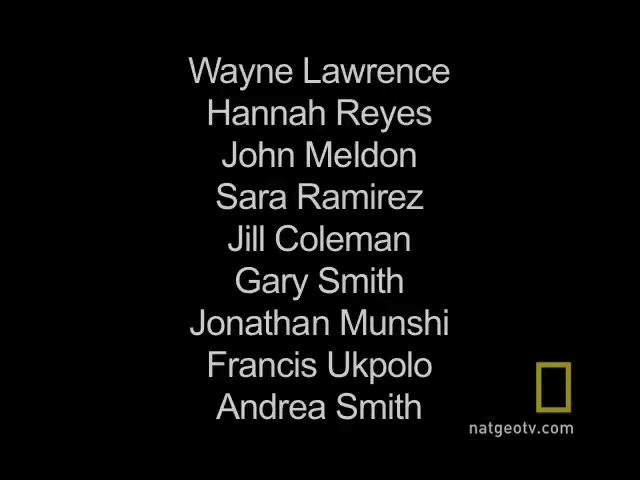 Wayne Lawrence
Hannah Reyes
John Meldon
Sara Ramirez
Jill Coleman
Gary Smith
Jonathan Munshi
Francis Ukpolo
Andrea Smith
natgeotv.com